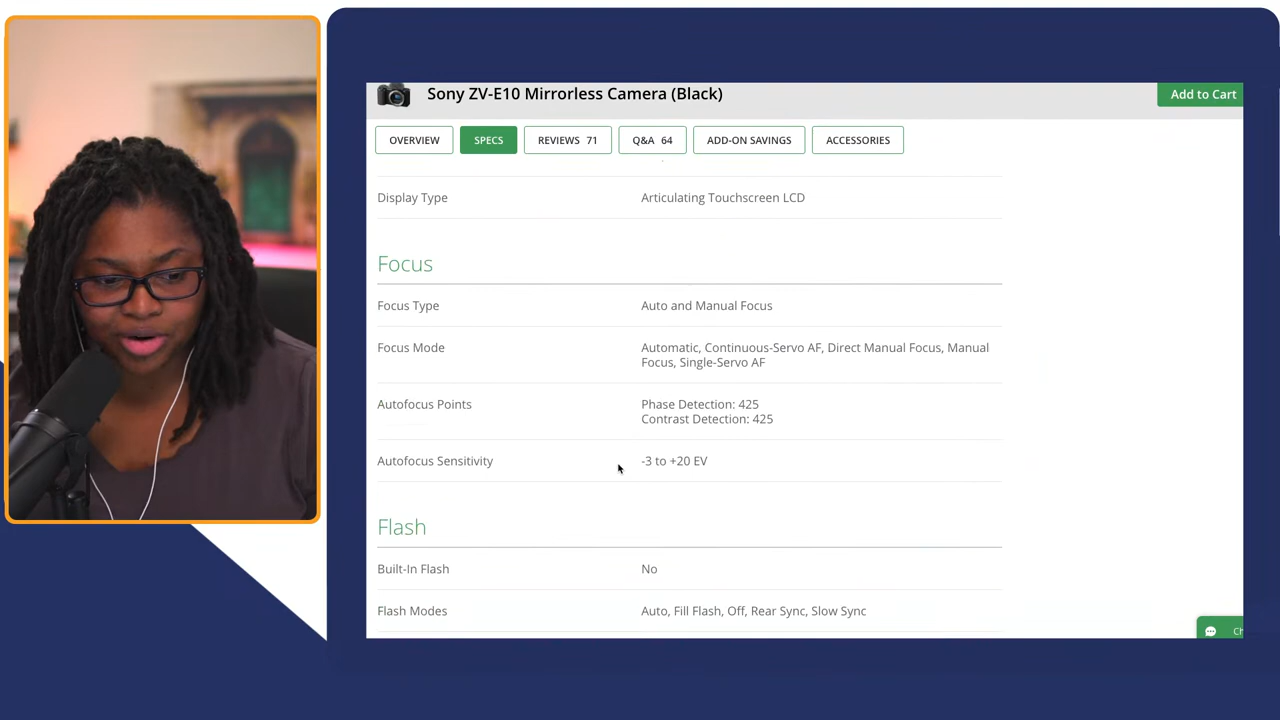 Sony ZV-E10 Mirrorless Camera (Black)
Add to Cart
OVERVIEW
SPECS
REVIEWS 71
Q&A 64
ADD-ON SAVINGS
ACCESSORIES
Display Type
Articulating Touchscreen LCD
Focus
Focus Type
Auto and Manual Focus
Focus Mode
Automatic, Continuous-Servo AF, Direct Manual Focus, Manual
Focus, Single-Servo AF
Autofocus Points
Phase Detection: 425
Contrast Detection: 425
Autofocus Sensitivity
-3 to +20 EV
Flash
Built-In Flash
No
Flash Modes
Auto, Fill Flash, Off, Rear Sync, Slow Sync